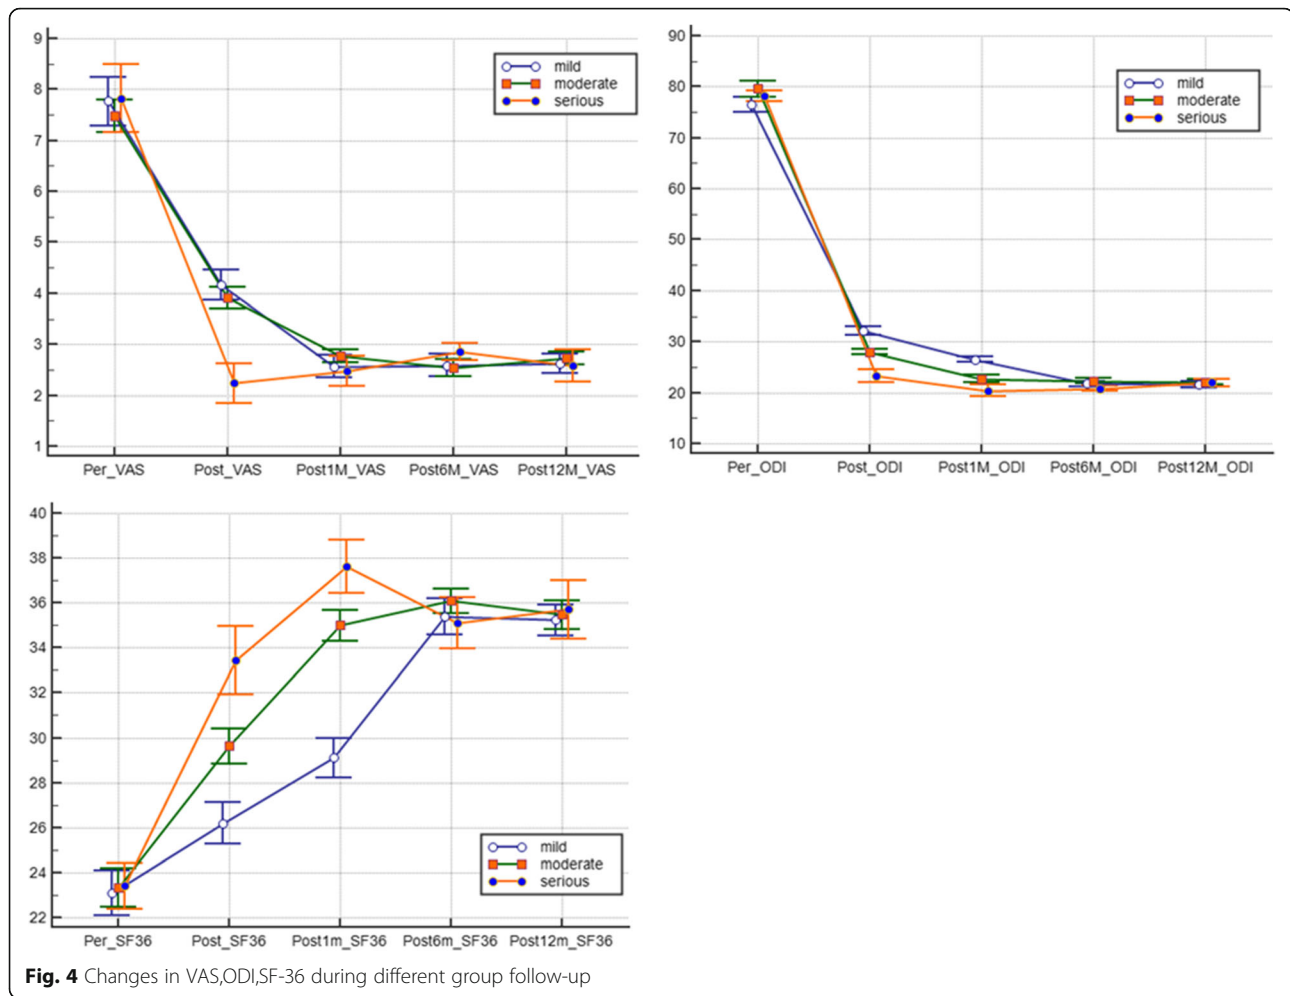 9
8
7
6
5
4
3
2
1
mild
moderate
serious
Per_VAS Post_VAS Post1M_VAS Post6M_VAS Post12M_VAS
90
80
70
60
50
40
30
20
10
mild
moderate
serious
Per_ODI Post_ODI Post1M_ODI Post6M_ODI Post12M_ODI
40
38
36
34
32
30
28
26
24
22
mild
moderate
serious
Per_SF36 Post_SF36 Post1m_SF36 Post6m_SF36 Post12m_SF36
Fig. 4 Changes in VAS,ODI,SF-36 during different group follow-up